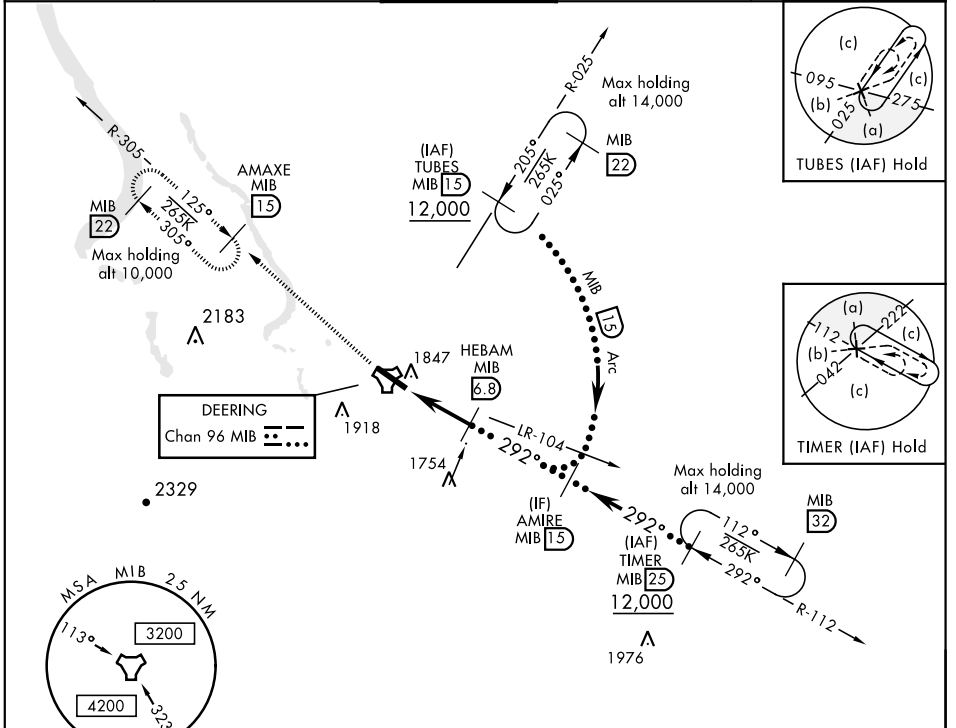 R-305
125°
265K
305°
AMAXE
MIB
15
MIB
22
Max holding
alt 10,000
2183
(IAF)
TUBES
MIB 15
12,000
R-025
205°
265K
025°
Max holding
alt 14,000
MIB
22
MIB
15
Arc
(c)
095
(b)
025
(c)
275
(a)
TUBES (IAF) Hold
(a)
112
222
(c)
(b)
042
(c)
TIMER (IAF) Hold
1847
HEBAM
MIB
6.8
DEERING
Chan 96 MIB
1918
1754
LR-104
292°
2329
(IF)
AMIRE
MIB 15
292°
Max holding
alt 14,000
MIB
32
112°
265K
292°
R-112
(IAF)
TIMER
MIB 25
12,000
1976
MSA MIB 25 NM
113°
3200
4200
323